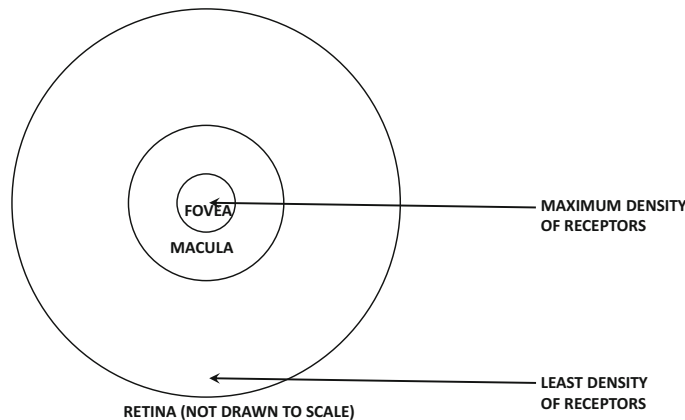 FOVEA
MAXIMUM DENSITY
OF RECEPTORS
MACULA
LEAST DENSITY
OF RECEPTORS
RETINA (NOT DRAWN TO SCALE)